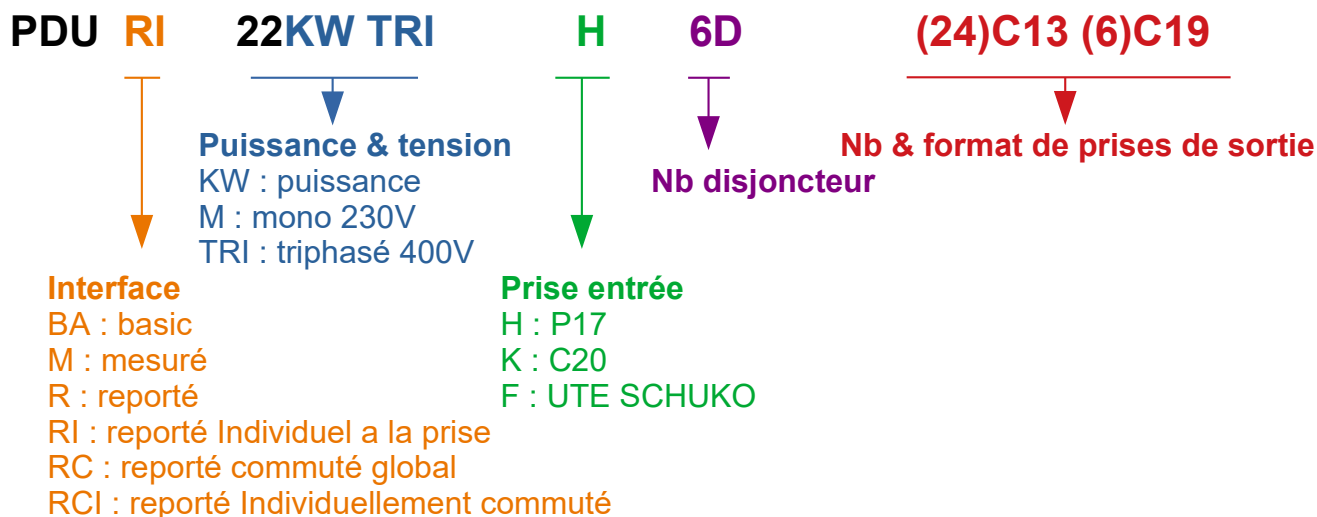 PDU RI 22KW TRI H 6D (24)C13 (6)C19
Puissance & tension
KW : puissance
M : mono 230V
TRI : triphasé 400V
Nb disjoncteur
Nb & format de prises de sortie
Interface
BA : basic
M : mesuré
R : reporté
RI : reporté Individuel a la prise
RC : reporté commuté global
RCI : reporté Individuellement commuté
Prise entrée
H : P17
K : C20
F : UTE SCHUKO